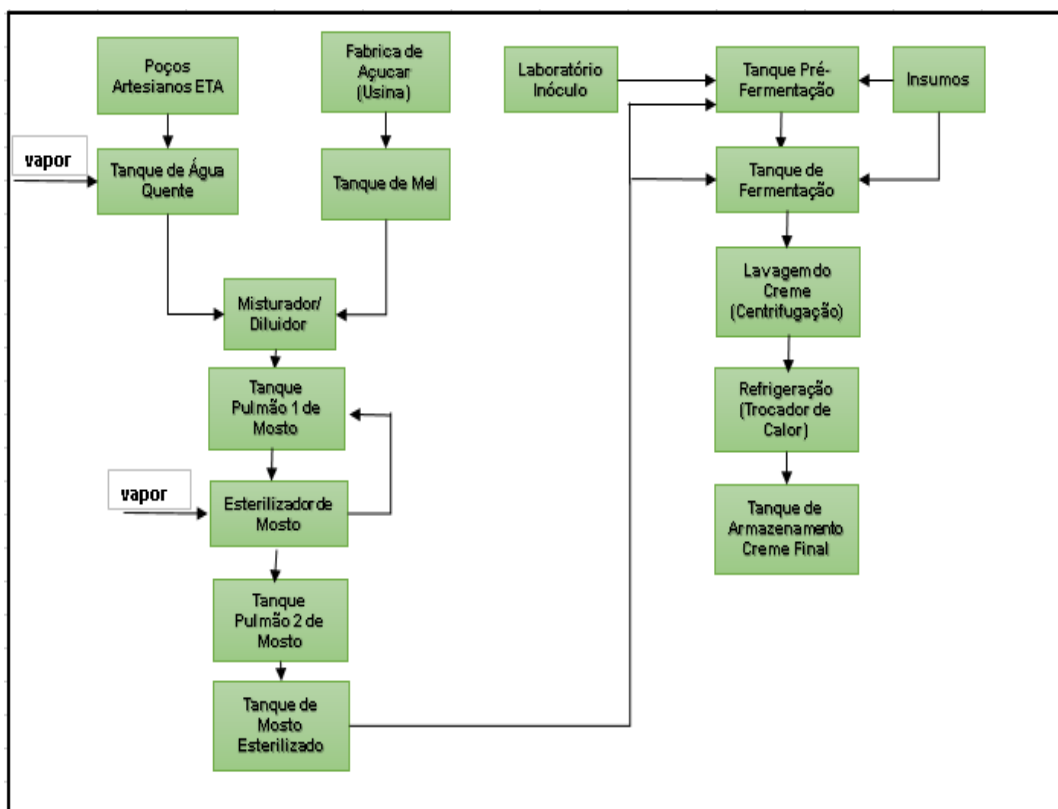 Poços
Artesianos ETA
Fabrica de
Açucar
(Usina)
vapor
Tanque de Água
Quente
Tanque de Mel
Misturador/
Diluidor
Tanque
Pulmão 1 de
Mosto
vapor
Esterilizador de
Mosto
Tanque
Pulmão 2 de
Mosto
Tanque de
Mosto
Esterilizado
Laboratório
Inóculo
Tanque Pré-
Fermentação
Insumos
Tanque de
Fermentação
Lavagem do
Creme
(Centrifugação)
Refrigeração
(Trocador de
Calor)
Tanque de
Armazenamento
Creme Final